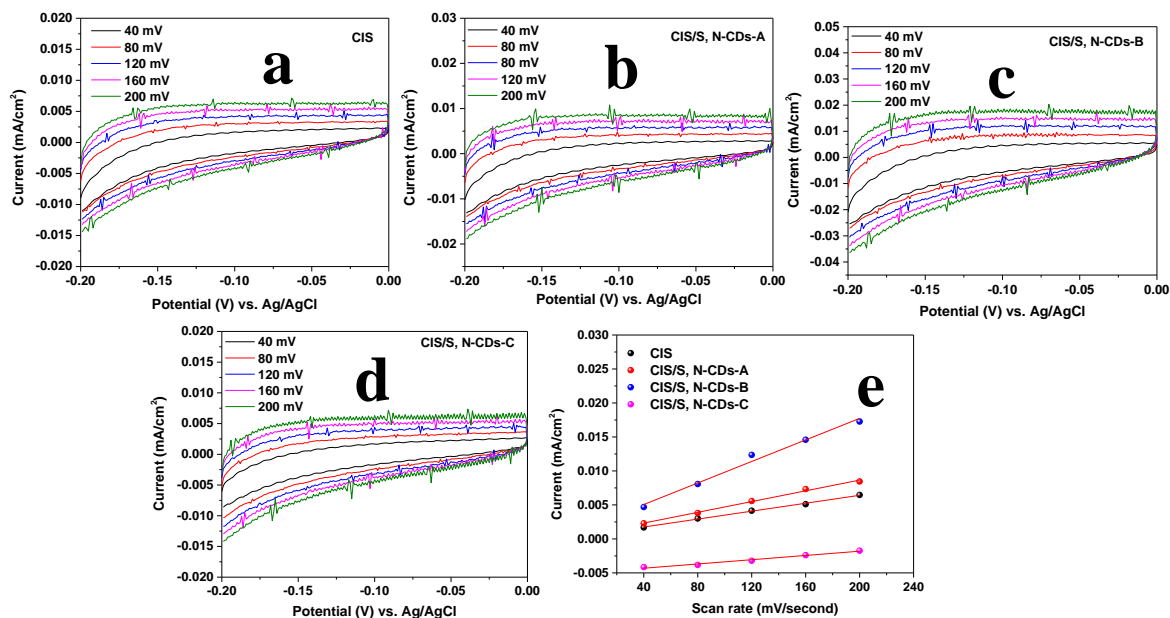 0.020
0.015
0.010
0.005
0.000
-0.005
-0.010
-0.015
-0.020
Current (mA/cm²)
40 mV
80 mV
120 mV
160 mV
200 mV
CIS
a
-0.20 -0.15 -0.10 -0.05 0.00
Potential (V) vs. Ag/AgCl
0.03
0.02
0.01
0.00
-0.01
-0.02
Current (mA/cm²)
40 mV
80 mV
80 mV
120 mV
200 mV
CIS/S, N-CDs-A
b
-0.20 -0.15 -0.10 -0.05 0.00
Potential (V) vs. Ag/AgCl
0.05
0.04
0.03
0.02
0.01
0.00
-0.01
-0.02
-0.03
-0.04
Current (mA/cm²)
40 mV
80 mV
120 mV
160 mV
200 mV
CIS/S, N-CDs-B
c
-0.20 -0.15 -0.10 -0.05 0.00
Potential (V) vs. Ag/AgCl
0.020
0.015
0.010
0.005
0.000
-0.005
-0.010
-0.015
-0.020
Current (mA/cm²)
40 mV
80 mV
120 mV
160 mV
200 mV
CIS/S, N-CDs-C
d
-0.20 -0.15 -0.10 -0.05 0.00
Potential (V) vs. Ag/AgCl
0.030
0.025
0.020
0.015
0.010
0.005
0.000
-0.005
Current (mA/cm²)
CIS
CIS/S, N-CDs-A
CIS/S, N-CDs-B
CIS/S, N-CDs-C
e
40 80 120 160 200 240
Scan rate (mV/second)